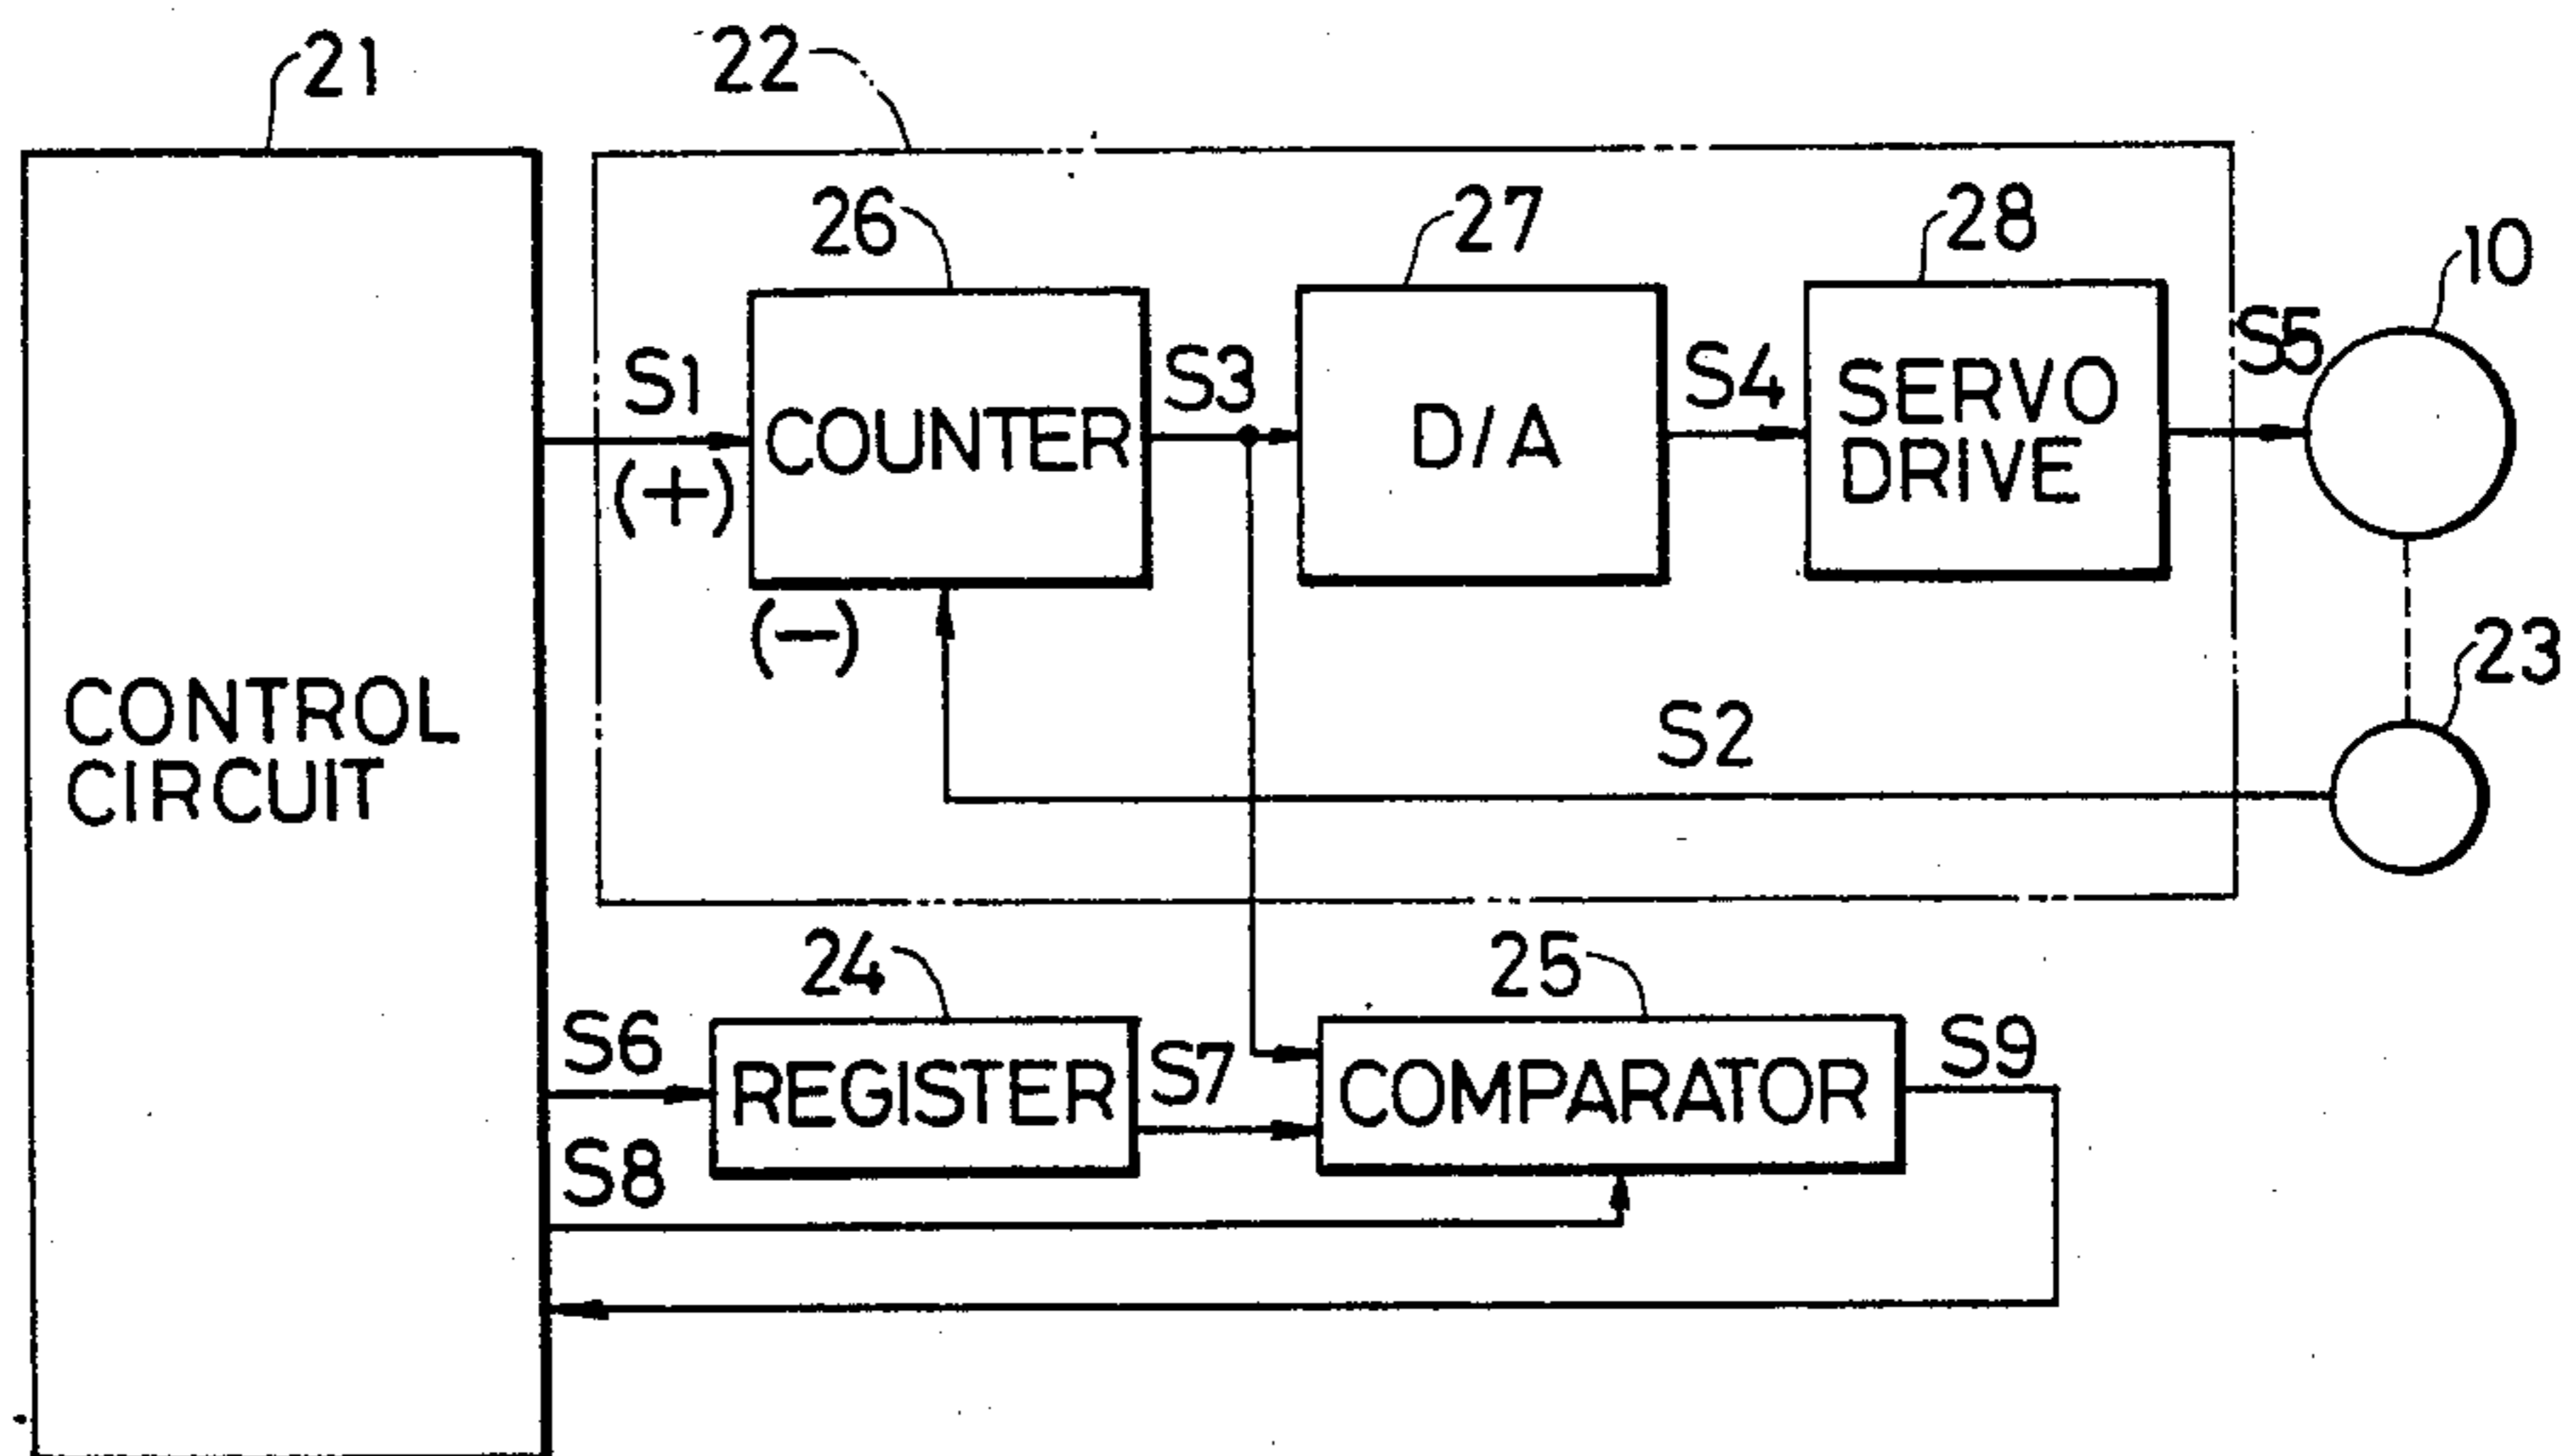 21
22
26
27
28
10
S1
S3
S4
S5
(+)
COUNTER
D/A
SERVO
DRIVE
(−)
23
S2
CONTROL
CIRCUIT
24
25
S6
REGISTER
S7
COMPARATOR
S9
S8